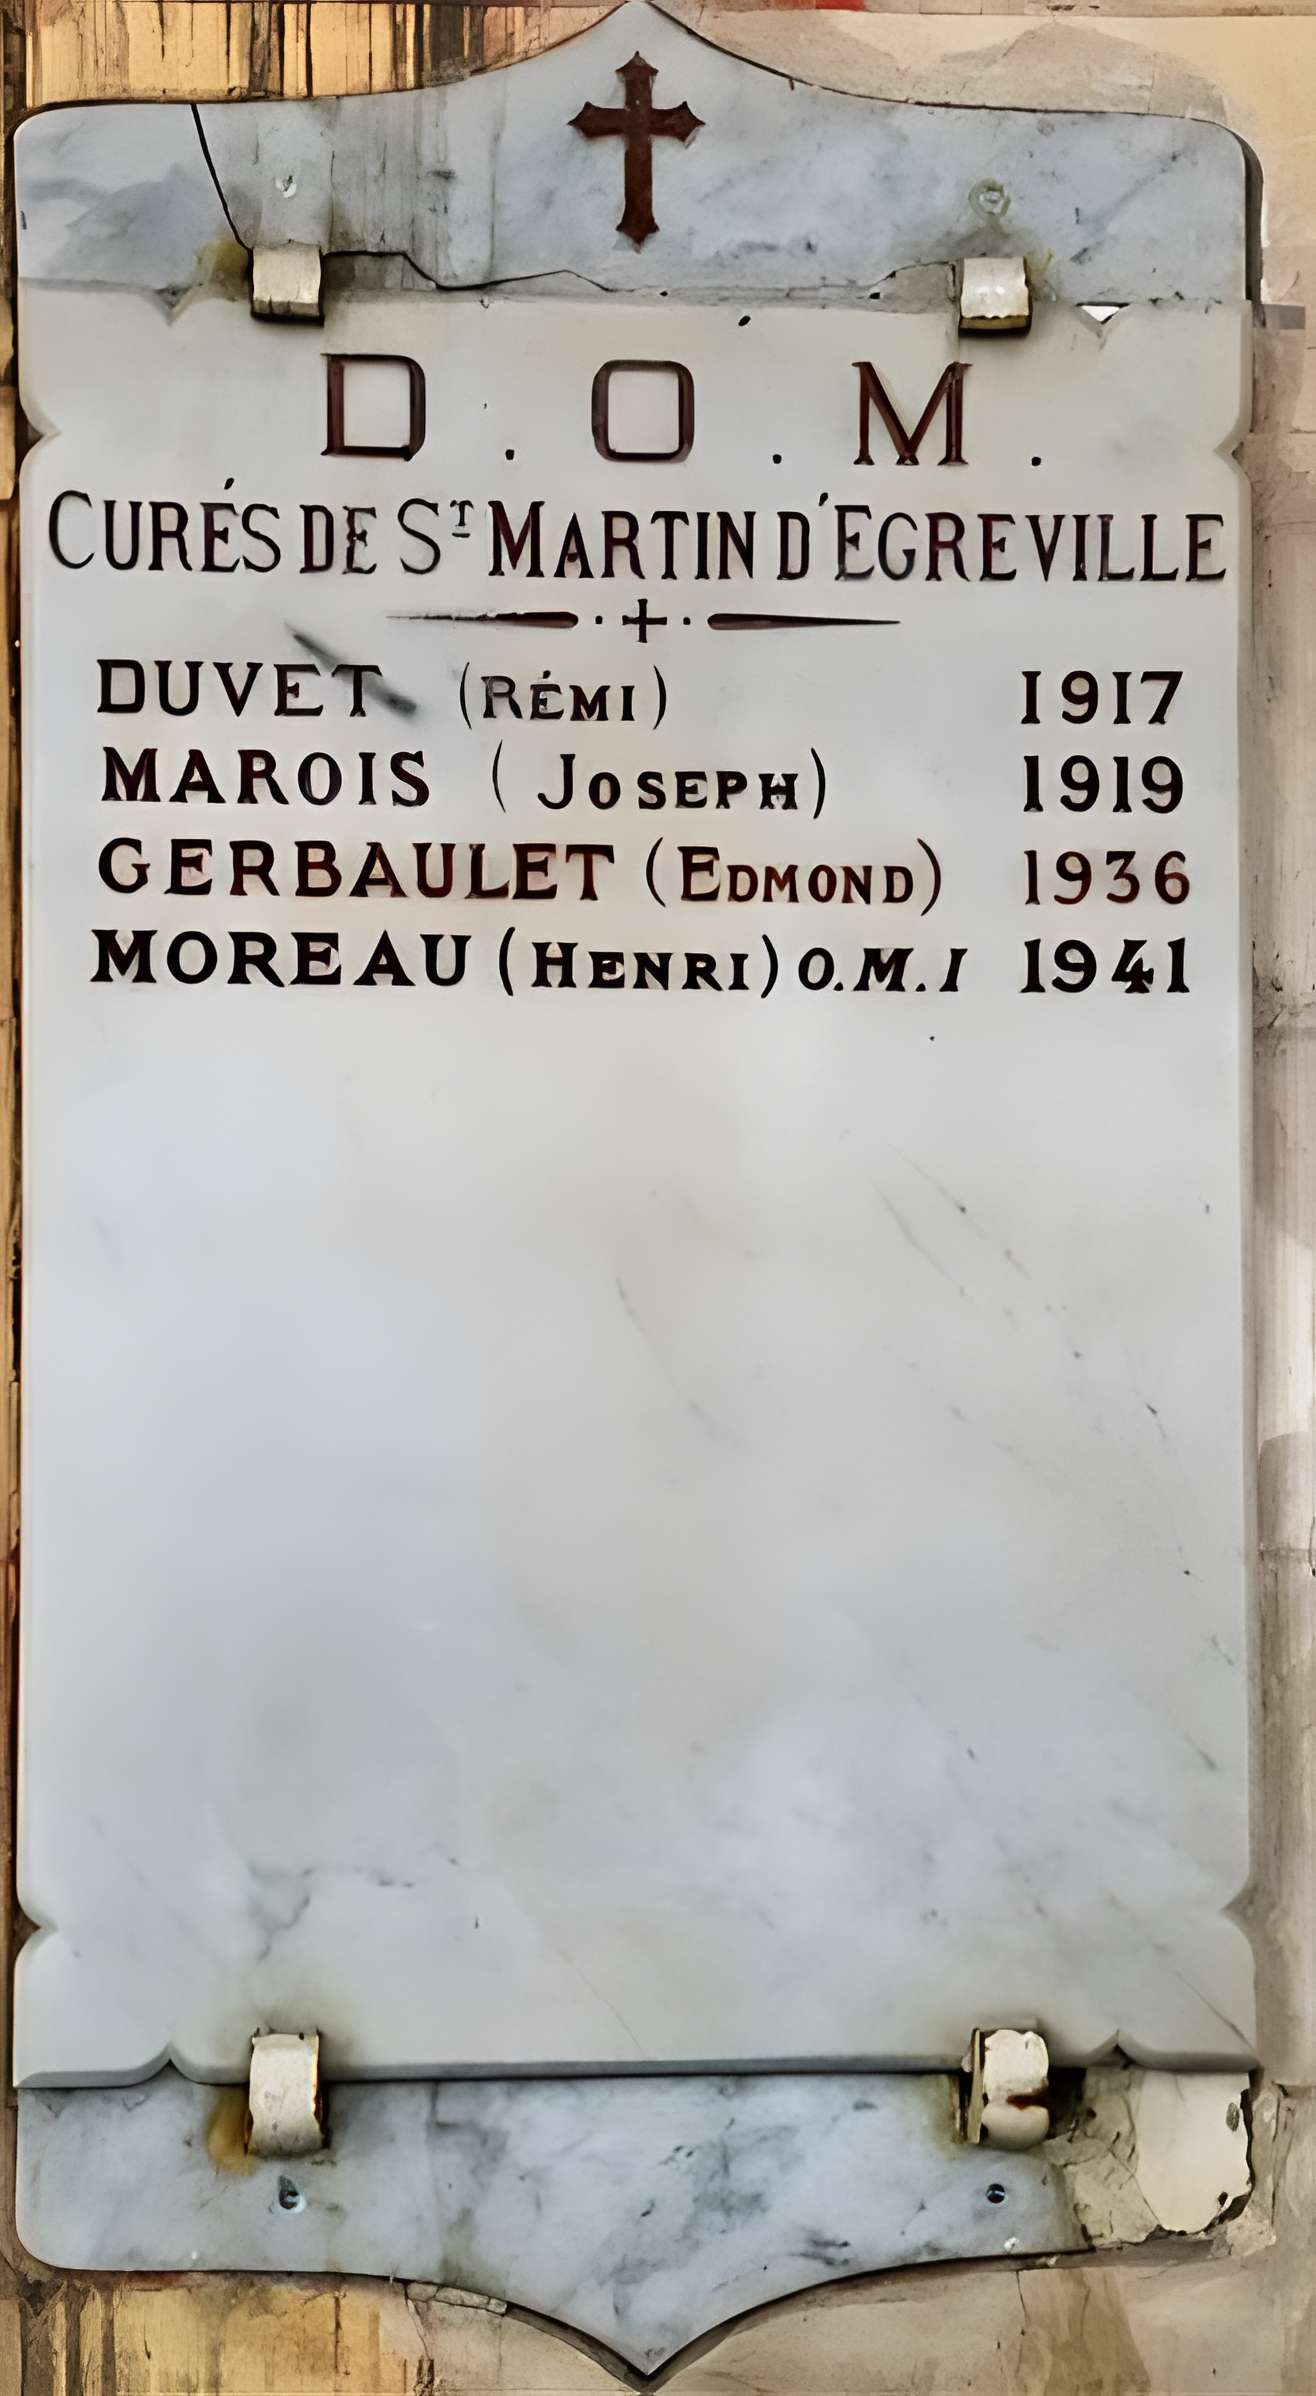 D. O. M.
CURÉS DE ST MARTIN D'EGREVILLE
DUVET (RÉMI) 1917
MAROIS (JOSEPH) 1919
GERBAULET (EDMOND) 1936
MOREAU (HENRI) O.M.I 1941